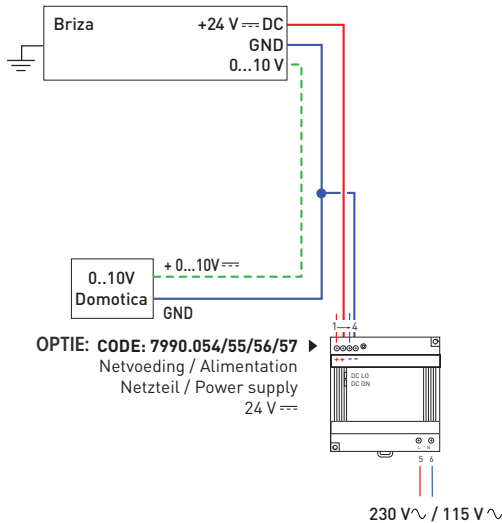 Briza
+24 V ⎓ DC
GND
0...10 V
+ 0...10V ⎓
0..10V
Domotica
GND
OPTIE: CODE: 7990.054/55/56/57 ▶
Netvoeding / Alimentation
Netzteil / Power supply
24 V ⎓
1→4
++ --
DC LO
DC ON
L N
5 6
230 V∿ / 115 V∿